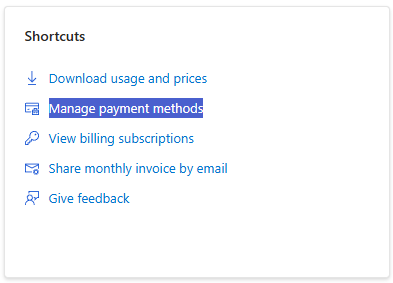 Shortcuts
Download usage and prices
Manage payment methods
View billing subscriptions
Share monthly invoice by email
Give feedback